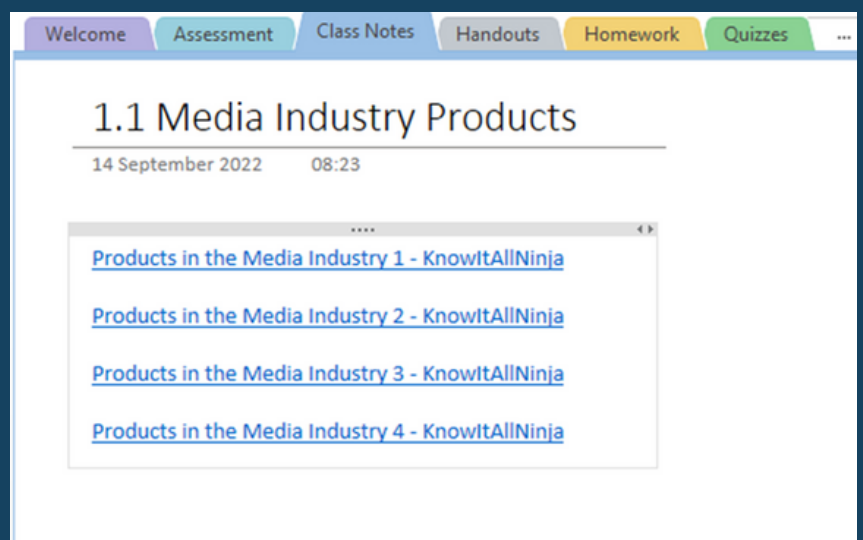 Welcome Assessment Class Notes Handouts Homework Quizzes ...
1.1 Media Industry Products
14 September 2022 08:23
Products in the Media Industry 1 - KnowItAllNinja
Products in the Media Industry 2 - KnowItAllNinja
Products in the Media Industry 3 - KnowItAllNinja
Products in the Media Industry 4 - KnowItAllNinja